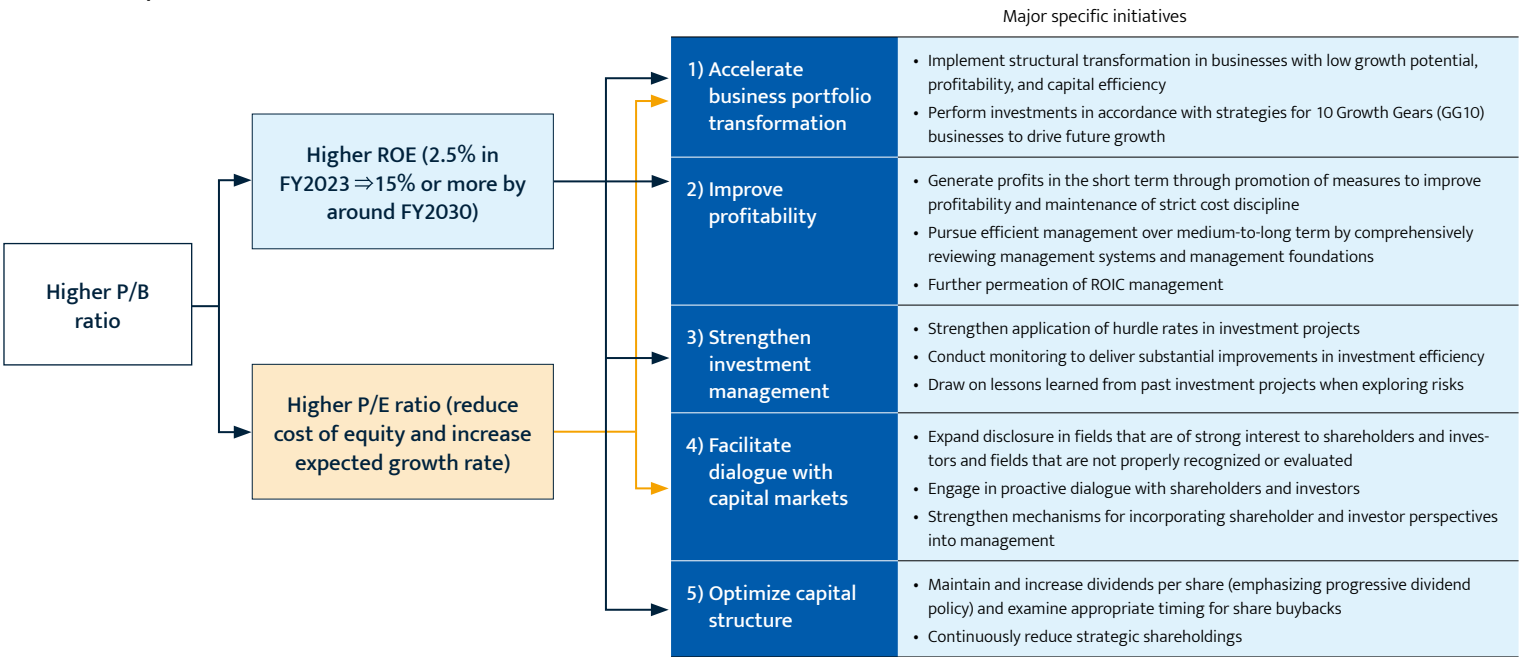 Major specific initiatives
Higher P/B
ratio
Higher ROE (2.5% in
FY2023 ⇒15% or more by
around FY2030)
Higher P/E ratio (reduce
cost of equity and increase
expected growth rate)
1) Accelerate
business portfolio
transformation
• Implement structural transformation in businesses with low growth potential,
profitability, and capital efficiency
• Perform investments in accordance with strategies for 10 Growth Gears (GG10)
businesses to drive future growth
2) Improve
profitability
• Generate profits in the short term through promotion of measures to improve
profitability and maintenance of strict cost discipline
• Pursue efficient management over medium-to-long term by comprehensively
reviewing management systems and management foundations
• Further permeation of ROIC management
3) Strengthen
investment
management
• Strengthen application of hurdle rates in investment projects
• Conduct monitoring to deliver substantial improvements in investment efficiency
• Draw on lessons learned from past investment projects when exploring risks
4) Facilitate
dialogue with
capital markets
• Expand disclosure in fields that are of strong interest to shareholders and inves-
tors and fields that are not properly recognized or evaluated
• Engage in proactive dialogue with shareholders and investors
• Strengthen mechanisms for incorporating shareholder and investor perspectives
into management
5) Optimize capital
structure
• Maintain and increase dividends per share (emphasizing progressive dividend
policy) and examine appropriate timing for share buybacks
• Continuously reduce strategic shareholdings